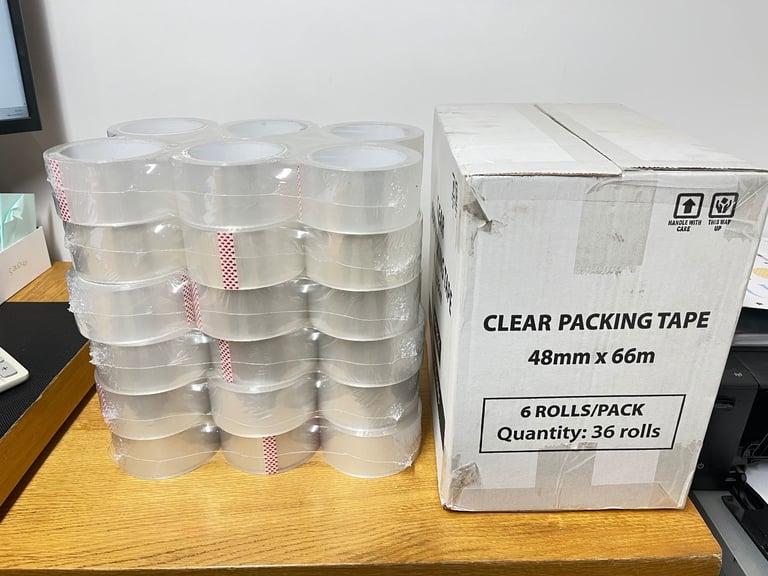 HANDLE WITH
CARE
THIS WAY
UP
CLEAR PACKING TAPE
48mm x 66m
6 ROLLS/PACK
Quantity: 36 rolls